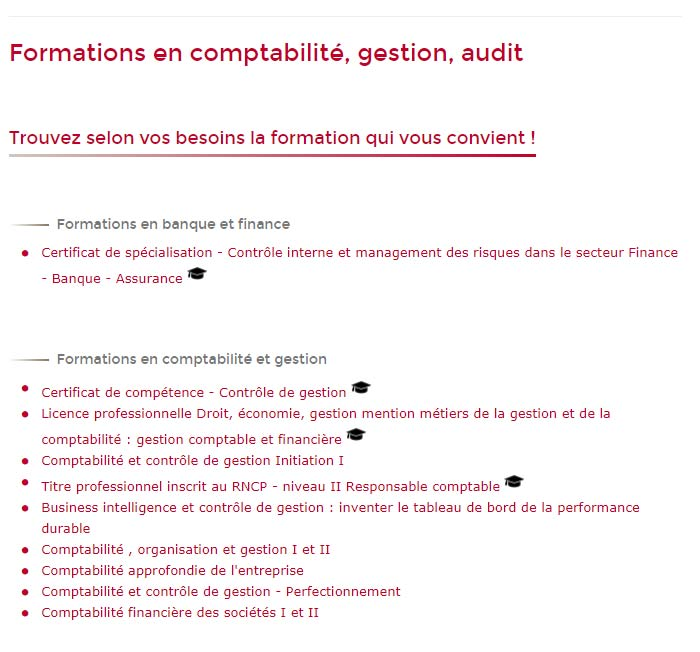 Formations en comptabilité, gestion, audit
Trouvez selon vos besoins la formation qui vous convient !
Formations en banque et finance
Certificat de spécialisation - Contrôle interne et management des risques dans le secteur Finance
- Banque - Assurance
Formations en comptabilité et gestion
Certificat de compétence - Contrôle de gestion
Licence professionnelle Droit, économie, gestion mention métiers de la gestion et de la
comptabilité : gestion comptable et financière
Comptabilité et contrôle de gestion Initiation I
Titre professionnel inscrit au RNCP - niveau II Responsable comptable
Business intelligence et contrôle de gestion : inventer le tableau de bord de la performance
durable
Comptabilité , organisation et gestion I et II
Comptabilité approfondie de l'entreprise
Comptabilité et contrôle de gestion - Perfectionnement
Comptabilité financière des sociétés I et II